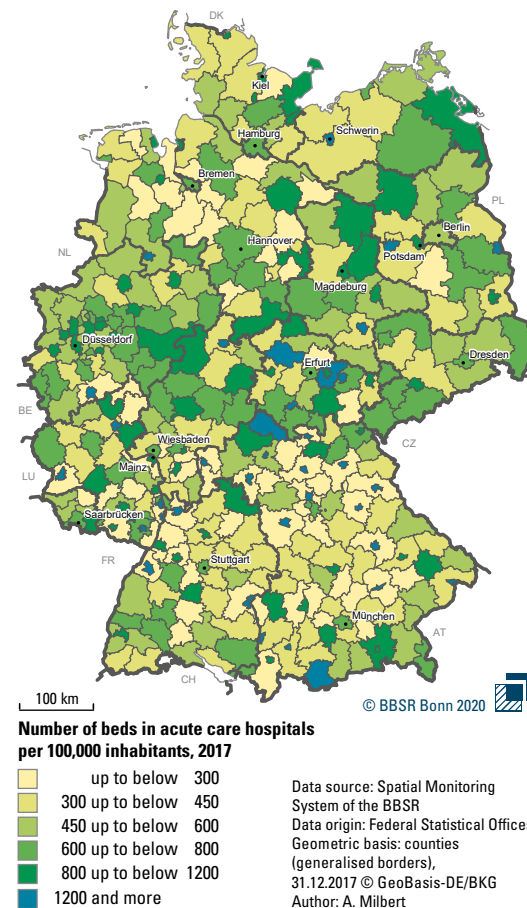 DK
Kiel
Hamburg
Schwerin
Bremen
PL
Berlin
NL
Hannover
Potsdam
Magdeburg
Düsseldorf
Erfurt
Dresden
BE
Wiesbaden
CZ
LU
Mainz
Saarbrücken
FR
Stuttgart
München
AT
CH
100 km
© BBSR Bonn 2020
Number of beds in acute care hospitals
per 100,000 inhabitants, 2017
up to below 300
300 up to below 450
450 up to below 600
600 up to below 800
800 up to below 1200
1200 and more
Data source: Spatial Monitoring
System of the BBSR
Data origin: Federal Statistical Office
Geometric basis: counties
(generalised borders),
31.12.2017 © GeoBasis-DE/BKG
Author: A. Milbert